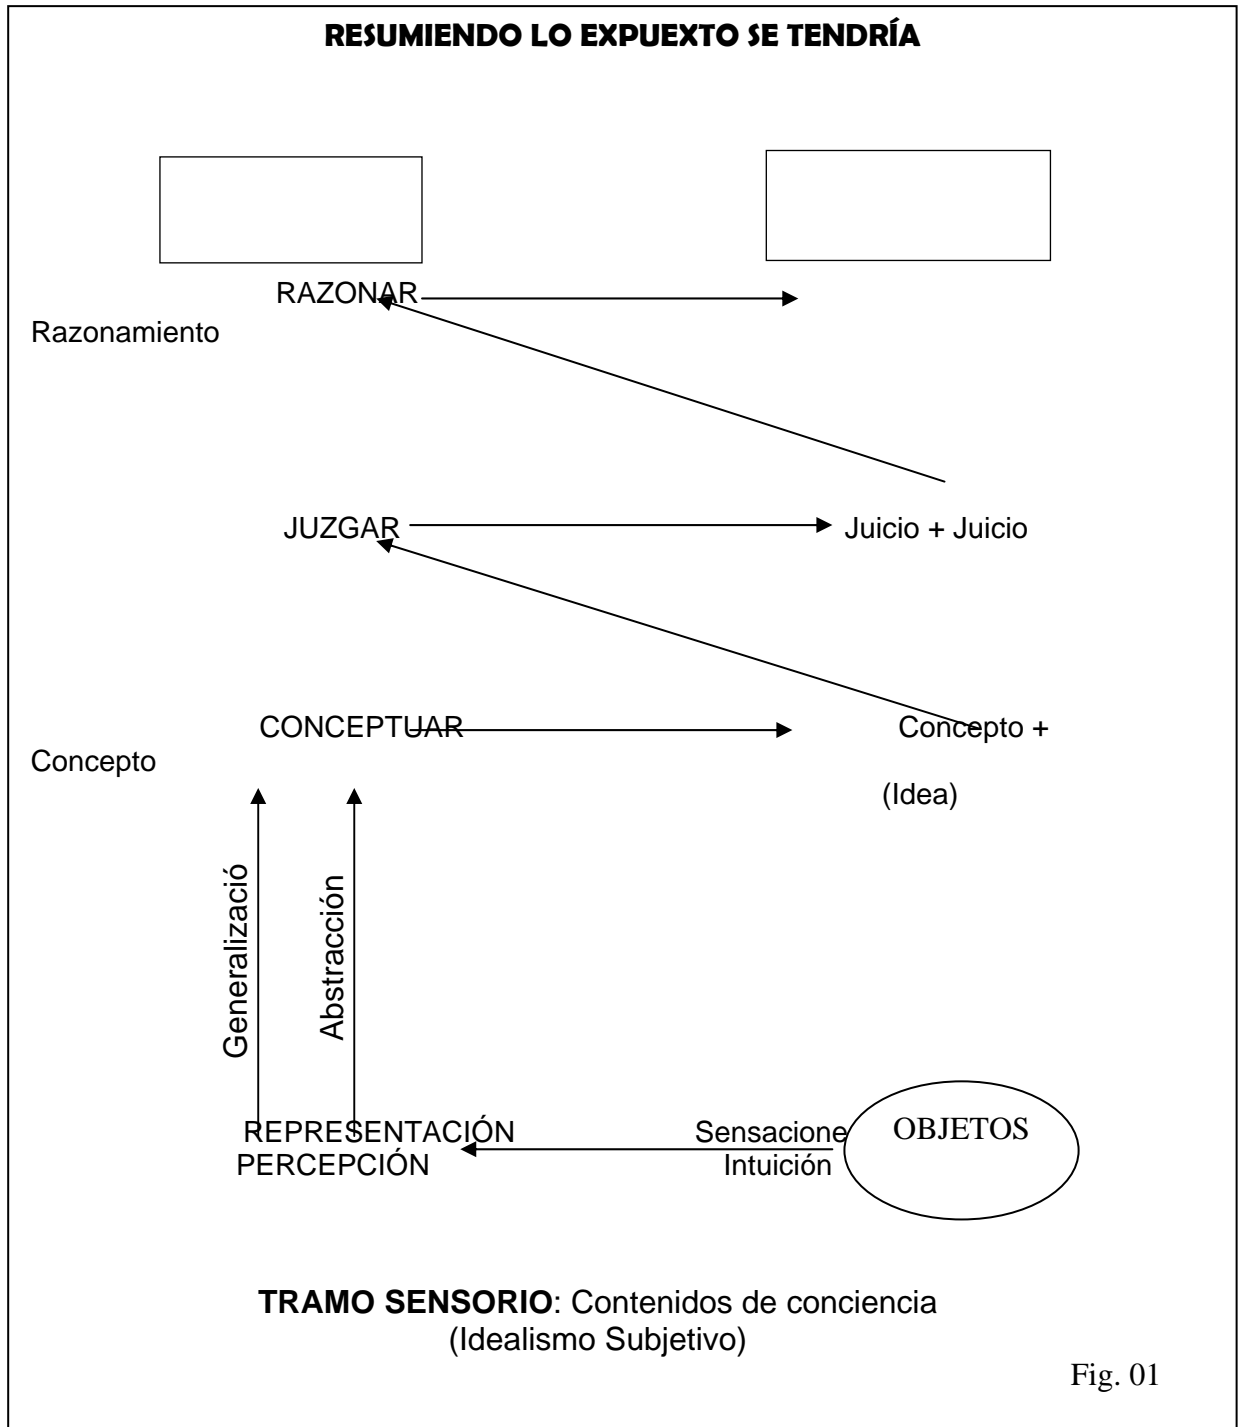 RESUMIENDO LO EXPUEXTO SE TENDRÍA
RAZONAR
Razonamiento
JUZGAR Juicio + Juicio
CONCEPTUAR Concepto +
Concepto
(Idea)
Generalizació
Abstracción
REPRESENTACIÓN Sensacione OBJETOS
PERCEPCIÓN Intuición
TRAMO SENSORIO: Contenidos de conciencia
(Idealismo Subjetivo)
Fig. 01